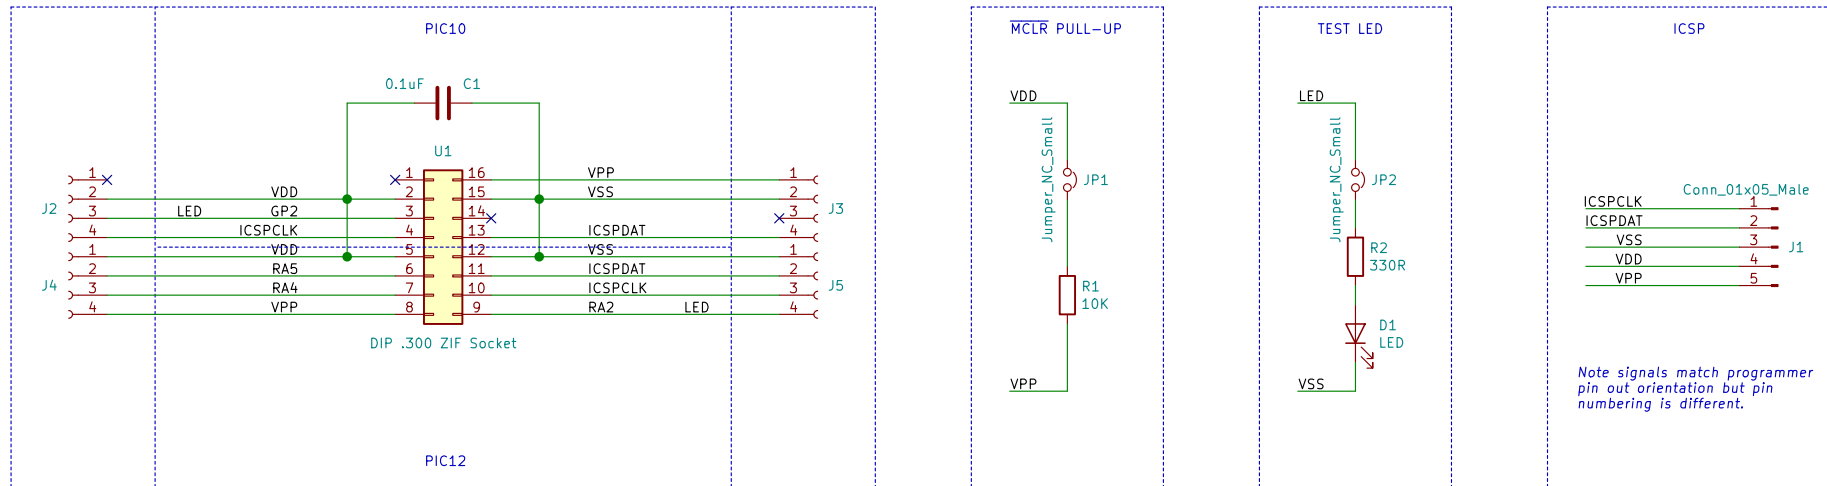 PIC10
MCLR PULL-UP
TEST LED
ICSP
0.1uF C1
VDD
LED
Jumper_NC_Small
Jumper_NC_Small
U1
1 1 16 VPP 1
JP1
JP2
2 VDD 2 15 VSS 2
Conn_01x05_Male
J2 3 LED GP2 3 14 3 J3
ICSPCLK 1
4 ICSPCLK 4 13 ICSPDAT 4
ICSPDAT 2
1 VDD 5 12 VSS 1
VSS 3 J1
R2
330R
2 RA5 6 11 ICSPDAT 2
VDD 4
J4 3 RA4 7 10 ICSPCLK 3 J5
VPP 5
R1
10K
4 VPP 8 9 RA2 LED 4
D1
LED
DIP .300 ZIF Socket
VPP
VSS
Note signals match programmer
pin out orientation but pin
numbering is different.
PIC12